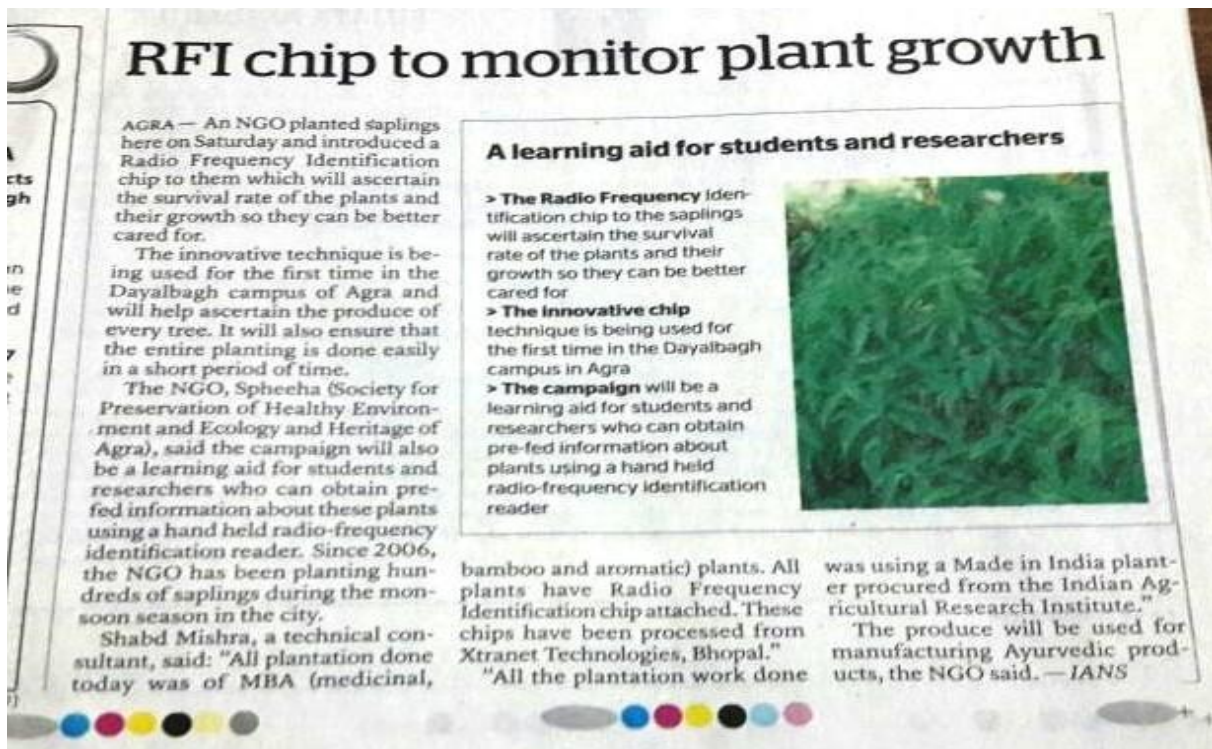 RFI chip to monitor plant growth
AGRA — An NGO planted saplings
here on Saturday and introduced a
Radio Frequency Identification
chip to them which will ascertain
the survival rate of the plants and
their growth so they can be better
cared for.
The innovative technique is be-
ing used for the first time in the
Dayalbagh campus of Agra and
will help ascertain the produce of
every tree. It will also ensure that
the entire planting is done easily
in a short period of time.
The NGO, Spheeha (Society for
Preservation of Healthy Environ-
ment and Ecology and Heritage of
Agra), said the campaign will also
be a learning aid for students and
researchers who can obtain pre-
fed information about these plants
using a hand held radio-frequency
identification reader. Since 2006,
the NGO has been planting hun-
dreds of saplings during the mon-
soon season in the city.
Shabd Mishra, a technical con-
sultant, said: "All plantation done
today was of MBA (medicinal,
A learning aid for students and researchers
> The Radio Frequency Iden-
tification chip to the saplings
will ascertain the survival
rate of the plants and their
growth so they can be better
cared for
> The innovative chip
technique is being used for
the first time in the Dayalbagh
campus in Agra
> The campaign will be a
learning aid for students and
researchers who can obtain
pre-fed information about
plants using a hand held
radio-frequency identification
reader
bamboo and aromatic) plants. All
plants have Radio Frequency
Identification chip attached. These
chips have been processed from
Xtranet Technologies, Bhopal."
"All the plantation work done
was using a Made in India plant-
er procured from the Indian Ag-
ricultural Research Institute."
The produce will be used for
manufacturing Ayurvedic prod-
ucts, the NGO said. — IANS